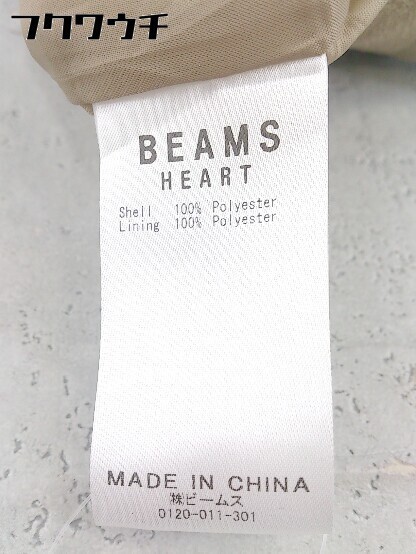 フクウウチ
BEAMS
HEART
Shell 100% Polyester
Lining 100% Polyester
MADE IN CHINA
㈱ビームス
0120-011-301